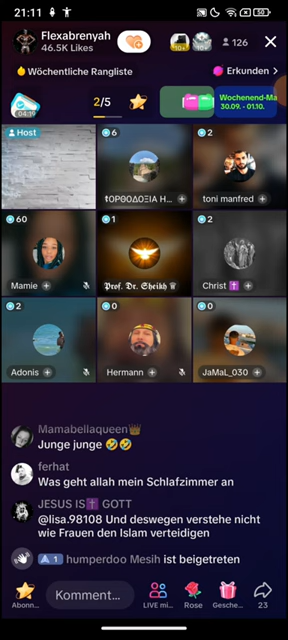 21:11
50
Flexabrenyah
46.5K Likes
126
Wöchentliche Rangliste
Erkunden >
04:19
2/5
Wochenend-Ma
30.09. - 01.10.
Host
6
ΟΡΘΟΔΟΞΙΑ H...
2
toni manfred
60
Mamie
1
Prof. Dr. Sheikh
2
Christ
2
Adonis
0
Hermann
0
JaMaL_030
Mamabellaqueen👑
Junge junge 🤣🤣
ferhat
Was geht allah mein Schlafzimmer an
JESUS IS✝️ GOTT
@lisa.98108 Und deswegen verstehe nicht
wie Frauen den Islam verteidigen
1 humperdoo Mesih ist beigetreten
Abonn...
Komment...
LIVE mi...
Rose
Gesche...
23